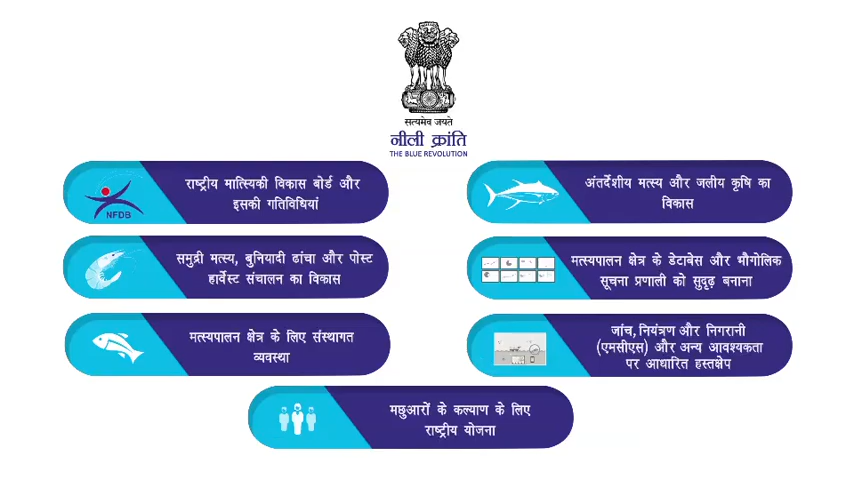 सत्यमेव जयते
नीली क्रांति
THE BLUE REVOLUTION
NFDB
राष्ट्रीय मात्स्यिकी विकास बोर्ड और
इसकी गतिविधियां
अंतर्देशीय मत्स्य और जलीय कृषि का
विकास
समुद्री मत्स्य, बुनियादी ढांचा और पोस्ट
हार्वेस्ट संचालन का विकास
मत्स्यपालन क्षेत्र के डेटाबेस और भौगोलिक
सूचना प्रणाली को सुदृढ़ बनाना
मत्स्यपालन क्षेत्र के लिए संस्थागत
व्यवस्था
जांच, नियंत्रण और निगरानी
(एमसीएस) और अन्य आवश्यकता
पर आधारित हस्तक्षेप
मछुआरों के कल्याण के लिए
राष्ट्रीय योजना